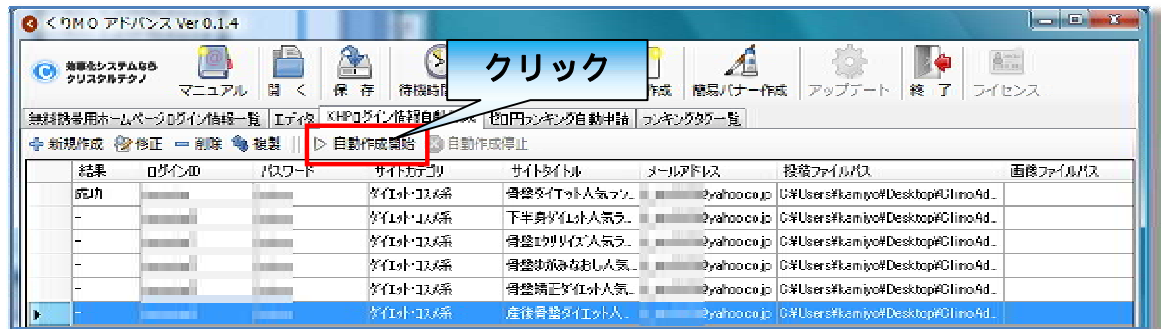 くりMO アドバンス Ver 0.1.4
クリック
効率化システムなら
クリスタルテクノ
マニュアル 開 く 保 存 待機時間 作成 簡易バナー作成 アップデート 終 了 ライセンス
無料携帯用ホームページログイン情報一覧 エディタ KHPログイン情報自動 ゼロ円ランキング自動申請 ランキングタグ一覧
新規作成 修正 削除 複製 自動作成開始 自動作成停止
結果 ログインID パスワード サイトカテゴリ サイトタイトル メールアドレス 投稿ファイルパス 画像ファイルパス
成功 ダイエット・コスメ系 骨盤ダイエット人気ラン... @yahoo.co.jp C:¥Users¥kamiyo¥Desktop¥ClimoAd...
- ダイエット・コスメ系 下半身ダイエット人気ラ... @yahoo.co.jp C:¥Users¥kamiyo¥Desktop¥ClimoAd...
- ダイエット・コスメ系 骨盤エクササイズ人気ラ... @yahoo.co.jp C:¥Users¥kamiyo¥Desktop¥ClimoAd...
- ダイエット・コスメ系 骨盤ゆがみなおし人気... @yahoo.co.jp C:¥Users¥kamiyo¥Desktop¥ClimoAd...
- ダイエット・コスメ系 骨盤矯正ダイエット人気... @yahoo.co.jp C:¥Users¥kamiyo¥Desktop¥ClimoAd...
- ダイエット・コスメ系 産後骨盤ダイエット人... @yahoo.co.jp C:¥Users¥kamiyo¥Desktop¥ClimoAd...